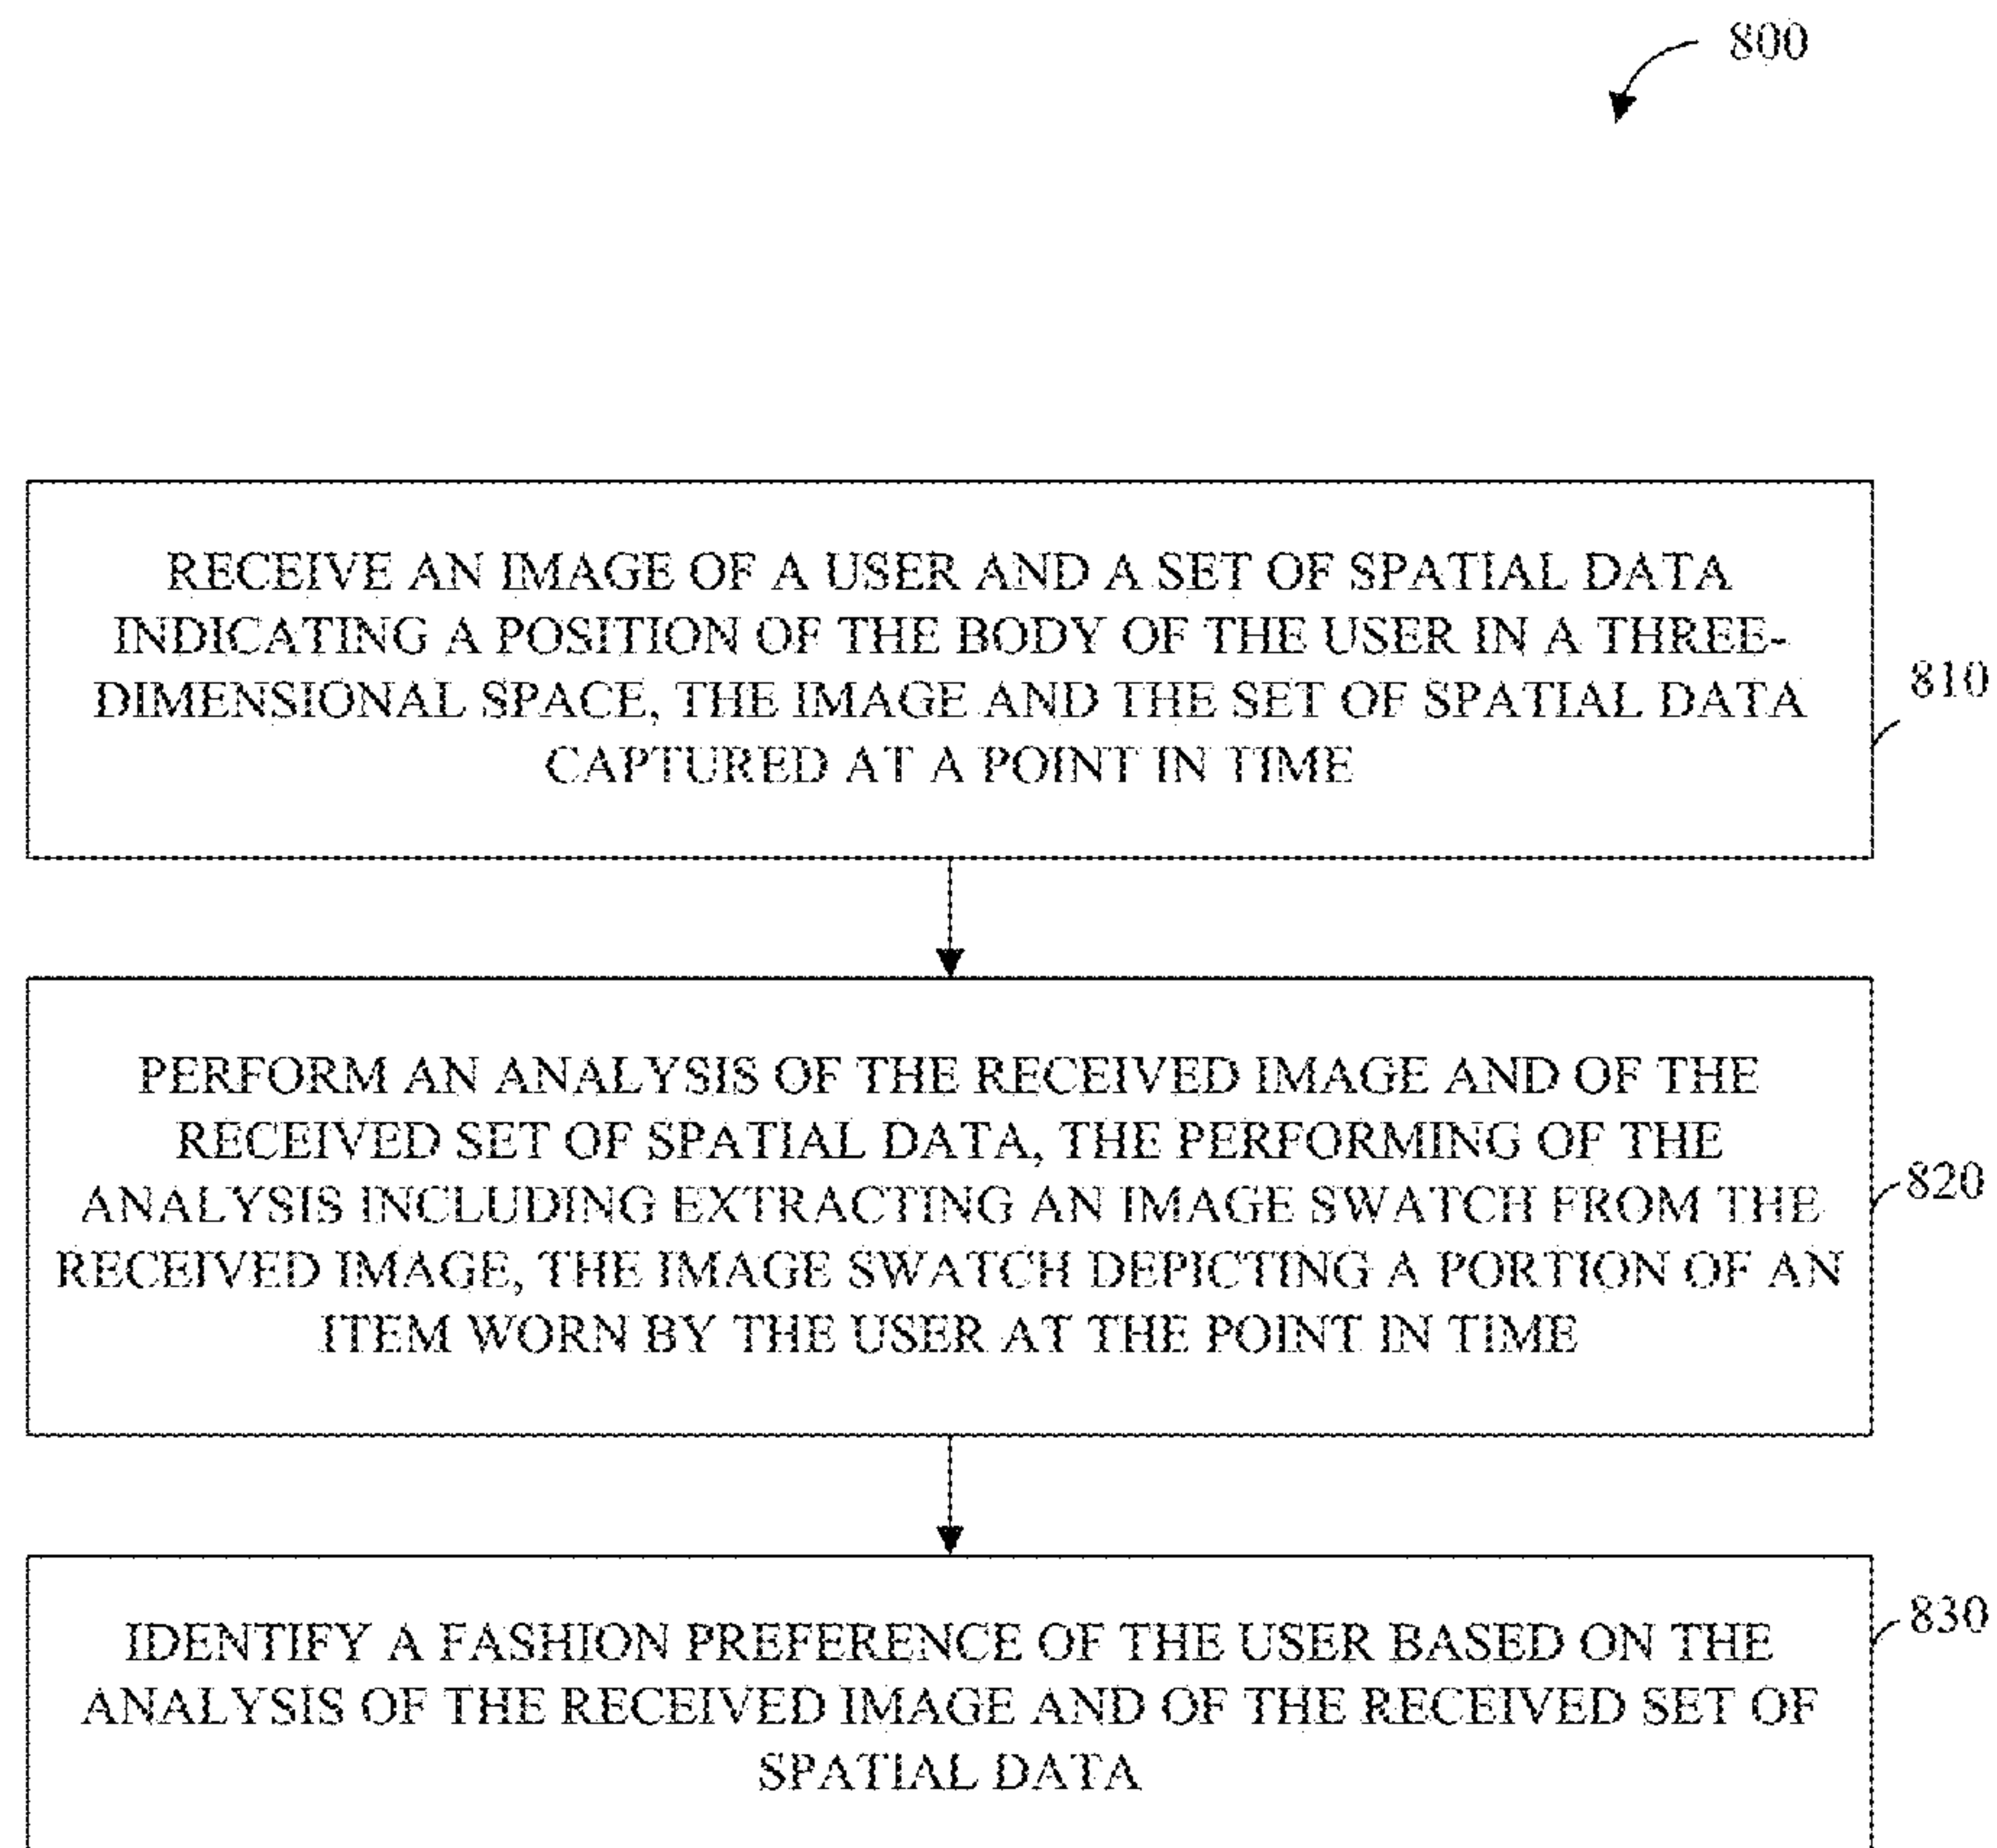 800
RECEIVE AN IMAGE OF A USER AND A SET OF SPATIAL DATA
INDICATING A POSITION OF THE BODY OF THE USER IN A THREE-
DIMENSIONAL SPACE, THE IMAGE AND THE SET OF SPATIAL DATA
CAPTURED AT A POINT IN TIME
810
PERFORM AN ANALYSIS OF THE RECEIVED IMAGE AND OF THE
RECEIVED SET OF SPATIAL DATA, THE PERFORMING OF THE
ANALYSIS INCLUDING EXTRACTING AN IMAGE SWATCH FROM THE
RECEIVED IMAGE, THE IMAGE SWATCH DEPICTING A PORTION OF AN
ITEM WORN BY THE USER AT THE POINT IN TIME
820
IDENTIFY A FASHION PREFERENCE OF THE USER BASED ON THE
ANALYSIS OF THE RECEIVED IMAGE AND OF THE RECEIVED SET OF
SPATIAL DATA
830